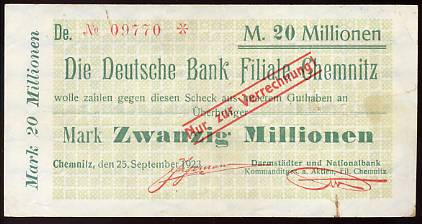 De. № 09770 *
M. 20 Millionen
Mark 20 Millionen
Die Deutsche Bank Filiale Chemnitz
wolle zahlen gegen diesen Scheck aus unserem Guthaben an
Überbringer
Nur zur Verrechnung!
Mark Zwanzig Millionen
Chemnitz, den 25. September 1923
Darmstädter und Nationalbank
Kommanditges. a. Aktien, Fil. Chemnitz